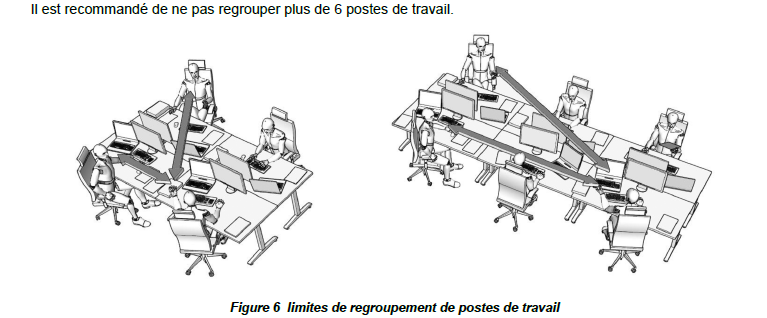 Il est recommandé de ne pas regrouper plus de 6 postes de travail.
Figure 6 limites de regroupement de postes de travail